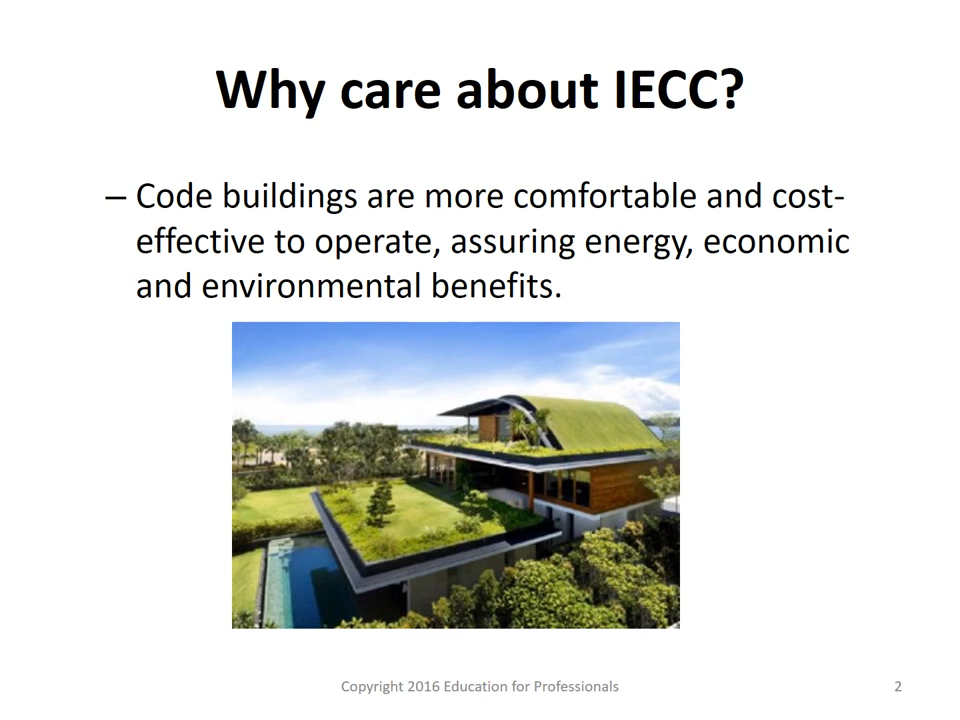 Why care about IECC?
– Code buildings are more comfortable and cost-
effective to operate, assuring energy, economic
and environmental benefits.
Copyright 2016 Education for Professionals
2